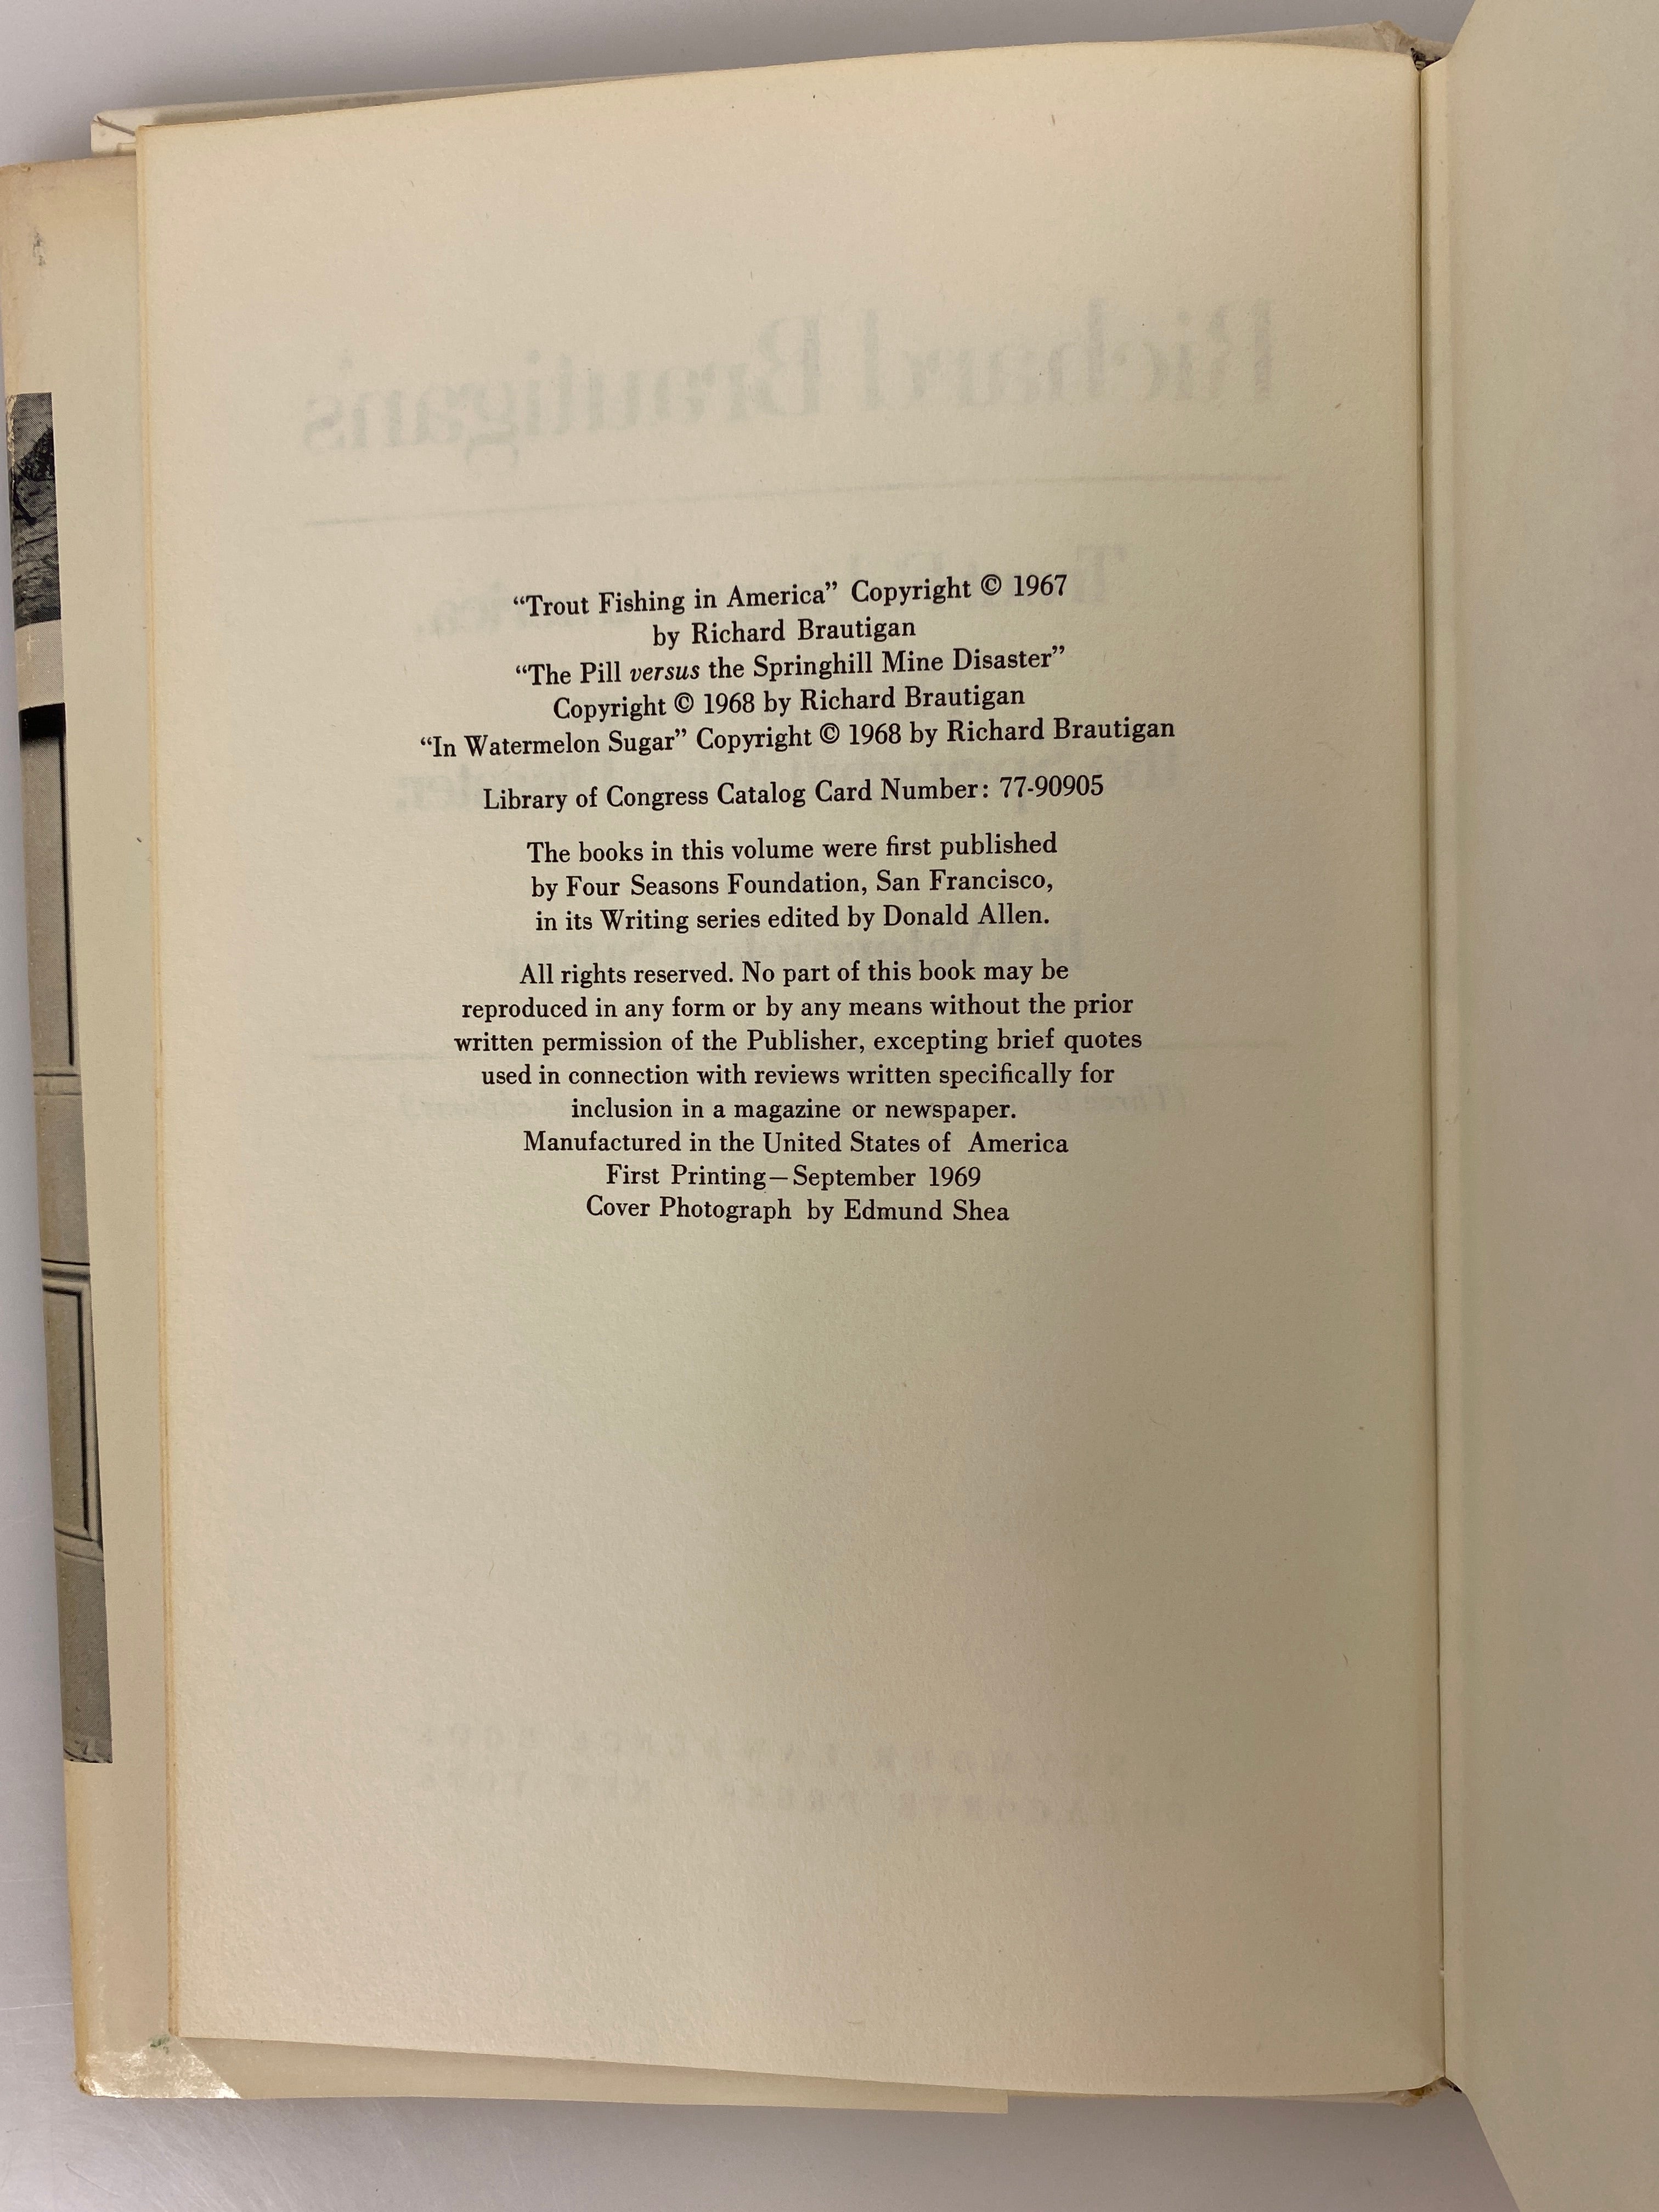 “Trout Fishing in America” Copyright © 1967
by Richard Brautigan
“The Pill versus the Springhill Mine Disaster”
Copyright © 1968 by Richard Brautigan
“In Watermelon Sugar” Copyright © 1968 by Richard Brautigan
Library of Congress Catalog Card Number: 77-90905
The books in this volume were first published
by Four Seasons Foundation, San Francisco,
in its Writing series edited by Donald Allen.
All rights reserved. No part of this book may be
reproduced in any form or by any means without the prior
written permission of the Publisher, excepting brief quotes
used in connection with reviews written specifically for
inclusion in a magazine or newspaper.
Manufactured in the United States of America
First Printing—September 1969
Cover Photograph by Edmund Shea